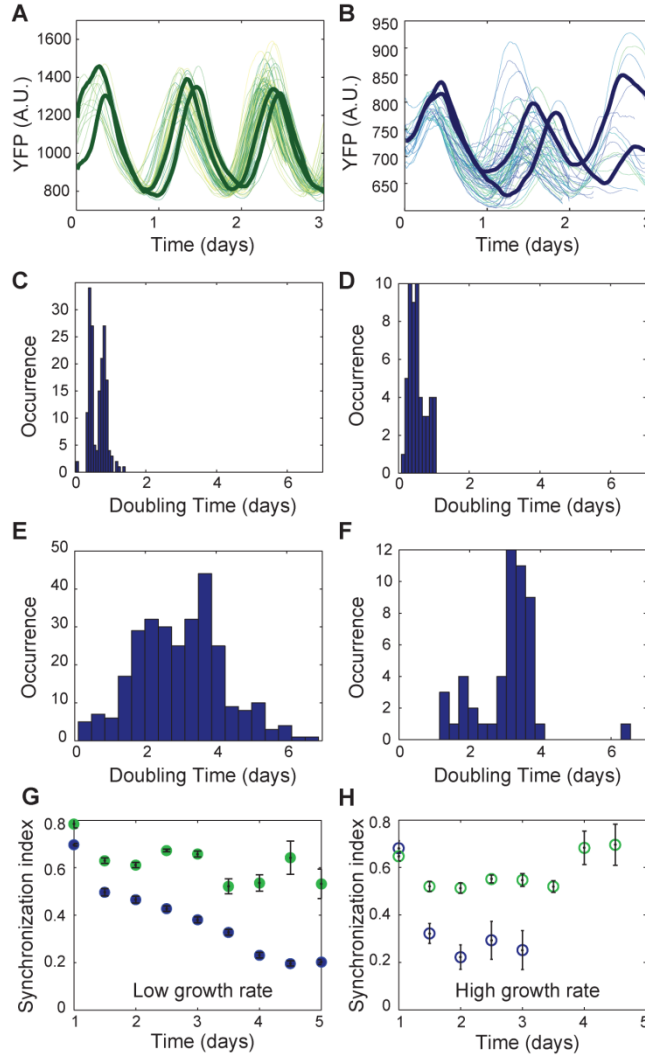 A
1600
1400
1200
1000
800
YFP (A.U.)
0 1 2 3
Time (days)
B
950
900
850
800
750
700
650
YFP (A.U.)
0 1 2 3
Time (days)
C
30
20
10
0
Occurrence
0 2 4 6
Doubling Time (days)
D
10
8
6
4
2
0
Occurrence
0 2 4 6
Doubling Time (days)
E
50
40
30
20
10
0
Occurrence
0 2 4 6
Doubling Time (days)
F
12
10
8
6
4
2
0
Occurrence
0 2 4 6
Doubling Time (days)
G
0.8
0.6
0.4
0.2
0
Synchronization index
Low growth rate
1 2 3 4 5
Time (days)
H
0.8
0.6
0.4
0.2
0
Synchronization index
High growth rate
1 2 3 4 5
Time (days)